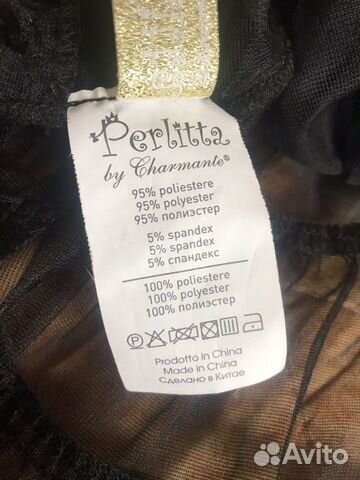 Perlitta
by Charmante®
95% poliestere
95% polyester
95% полиэстер
5% spandex
5% spandex
5% спандекс
100% poliestere
100% polyester
100% полиэстер
Prodotto in China
Made in China
Сделано в Китае
Avito